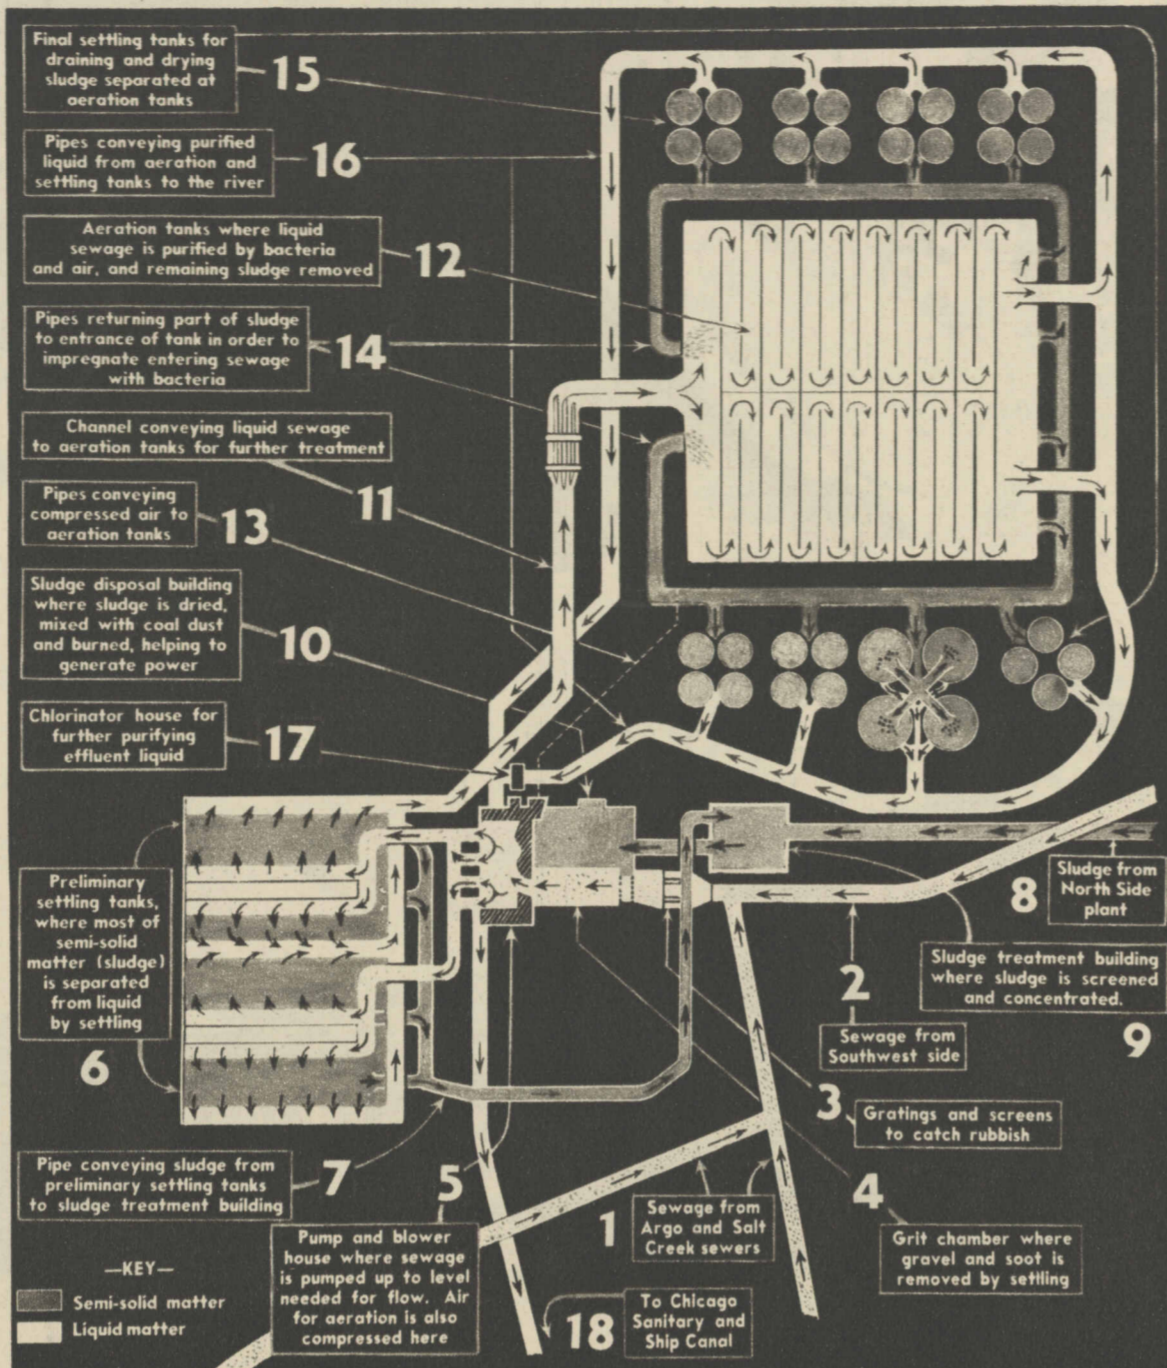 Final settling tanks for
draining and drying
sludge separated at
aeration tanks
15
Pipes conveying purified
liquid from aeration and
settling tanks to the river
16
Aeration tanks where liquid
sewage is purified by bacteria
and air, and remaining sludge removed
12
Pipes returning part of sludge
to entrance of tank in order to
impregnate entering sewage
with bacteria
14
Channel conveying liquid sewage
to aeration tanks for further treatment
11
Pipes conveying
compressed air to
aeration tanks
13
Sludge disposal building
where sludge is dried,
mixed with coal dust
and burned, helping to
generate power
10
Chlorinator house for
further purifying
effluent liquid
17
Preliminary
settling tanks,
where most of
semi-solid
matter (sludge)
is separated
from liquid
by settling
6
8
Sludge from
North Side
plant
Sludge treatment building
where sludge is screened
and concentrated.
9
2
Sewage from
Southwest side
3
Gratings and screens
to catch rubbish
4
Grit chamber where
gravel and soot is
removed by settling
Pipe conveying sludge from
preliminary settling tanks
to sludge treatment building
7
5
Pump and blower
house where sewage
is pumped up to level
needed for flow. Air
for aeration is also
compressed here
1
Sewage from
Argo and Salt
Creek sewers
18
To Chicago
Sanitary and
Ship Canal
—KEY—
Semi-solid matter
Liquid matter